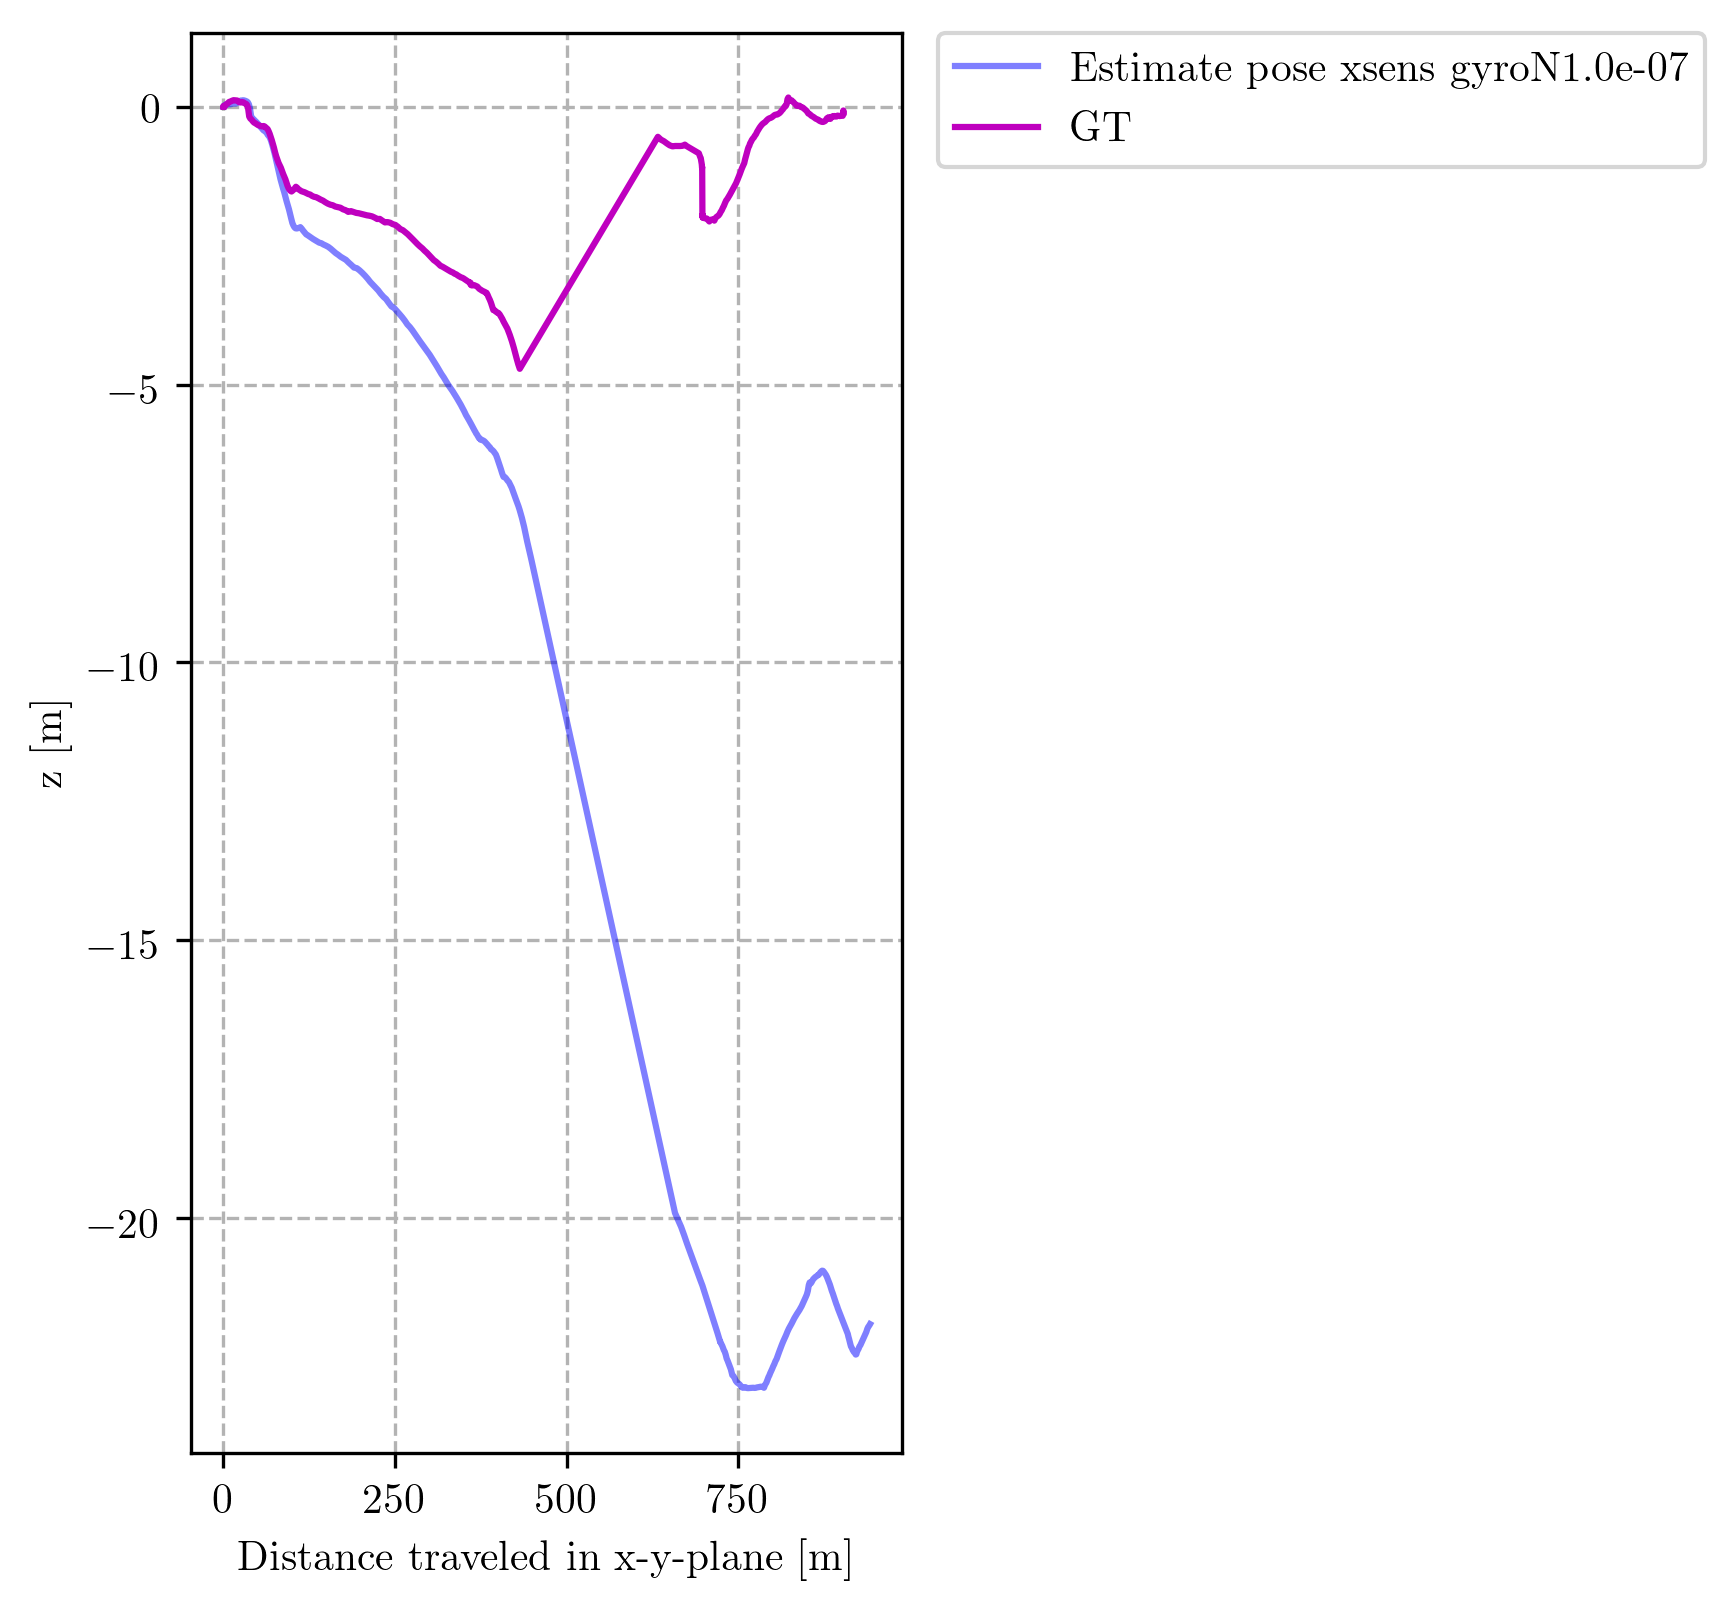 Estimate pose xsens gyroN1.0e-07
GT
0
−5
−10
−15
−20
z [m]
0 250 500 750
Distance traveled in x-y-plane [m]